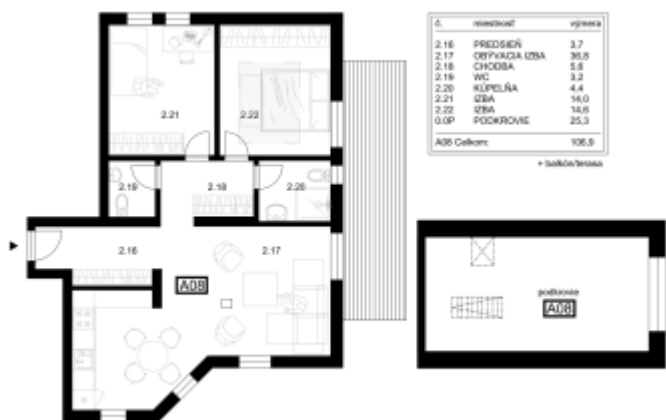 č. miestnosť výmera
2.16 PREDSIEŇ 3,7
2.17 OBÝVACIA IZBA 36,8
2.18 CHODBA 5,6
2.19 WC 3,2
2.20 KÚPEĽŇA 4,4
2.21 IZBA 14,0
2.22 IZBA 14,6
0.0P PODKROVIE 25,3
A08 Celkom: 106,9
+ balkón/terasa
2.21
2.22
2.19
2.18
2.20
2.16
2.17
A08
podkrovie
A08